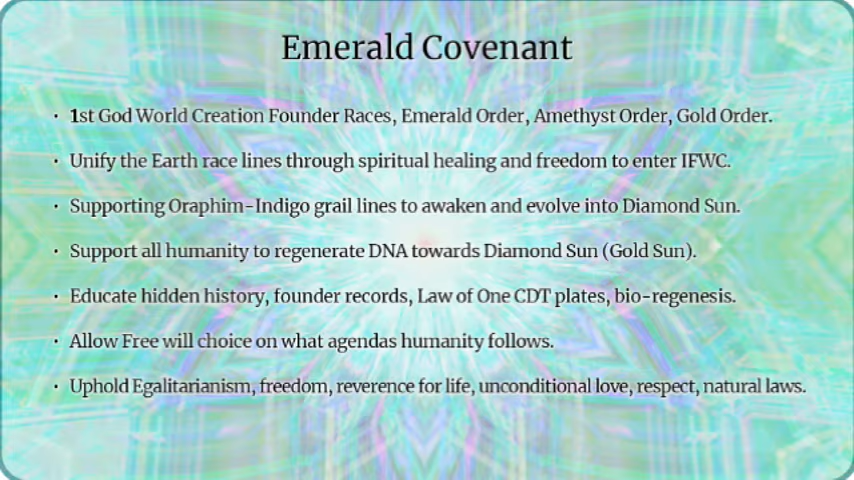 Emerald Covenant
· 1st God World Creation Founder Races, Emerald Order, Amethyst Order, Gold Order.
· Unify the Earth race lines through spiritual healing and freedom to enter IFWC.
· Supporting Oraphim-Indigo grail lines to awaken and evolve into Diamond Sun.
· Support all humanity to regenerate DNA towards Diamond Sun (Gold Sun).
· Educate hidden history, founder records, Law of One CDT plates, bio-regenesis.
· Allow Free will choice on what agendas humanity follows.
· Uphold Egalitarianism, freedom, reverence for life, unconditional love, respect, natural laws.